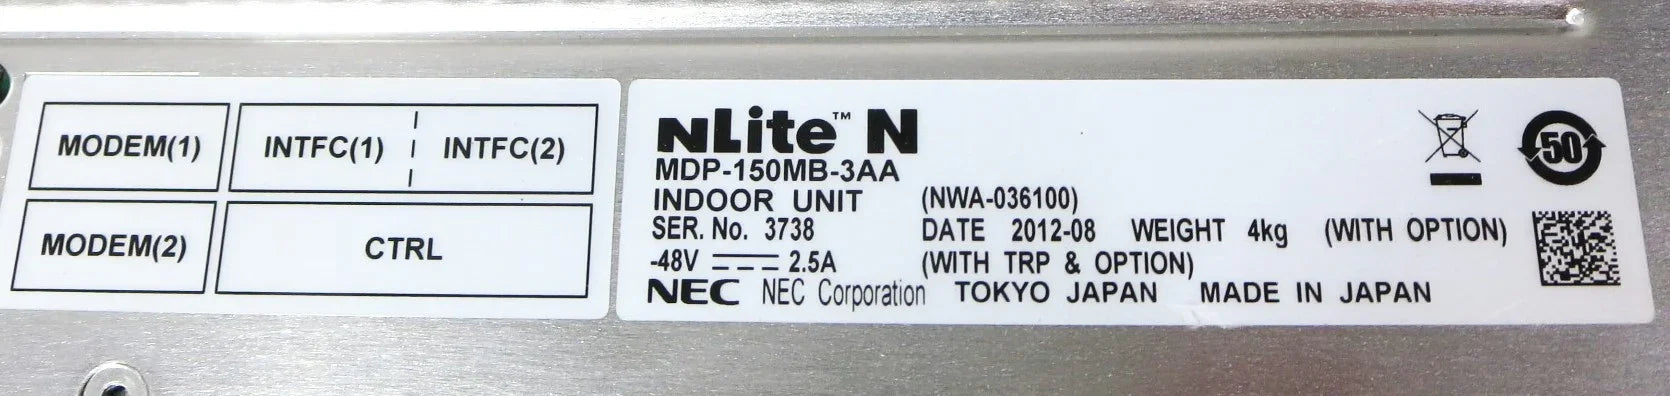 MODEM(1) INTFC(1) INTFC(2)
MODEM(2) CTRL
NLite™ N
MDP-150MB-3AA
INDOOR UNIT (NWA-036100)
SER. No. 3738 DATE 2012-08 WEIGHT 4kg (WITH OPTION)
-48V 2.5A (WITH TRP & OPTION)
NEC NEC Corporation TOKYO JAPAN MADE IN JAPAN
50